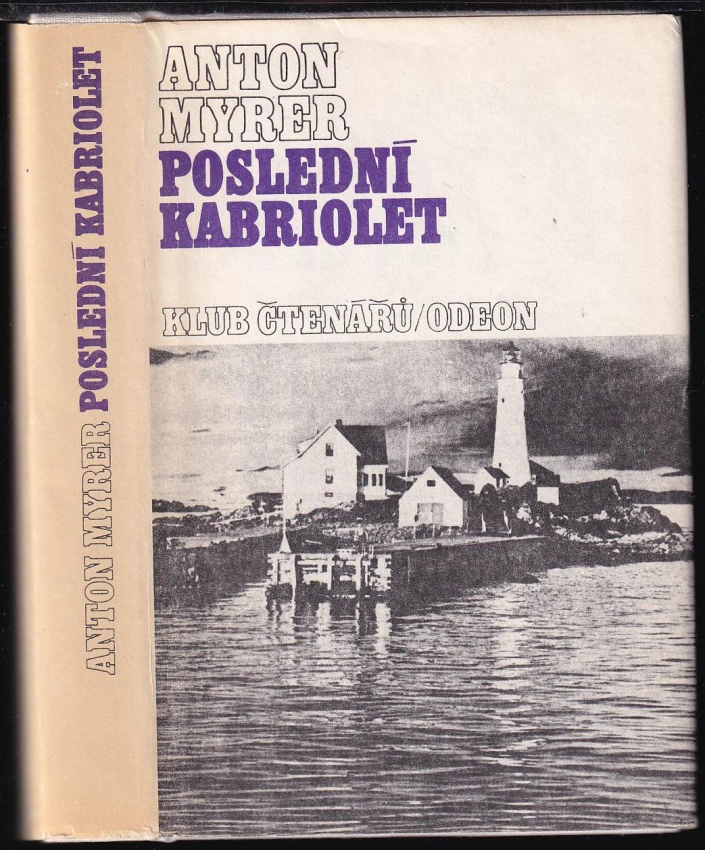 ANTON
MYRER
POSLEDNÍ
KABRIOLET
KLUB ČTENÁŘŮ/ODEON
ANTON MYRER POSLEDNÍ KABRIOLET